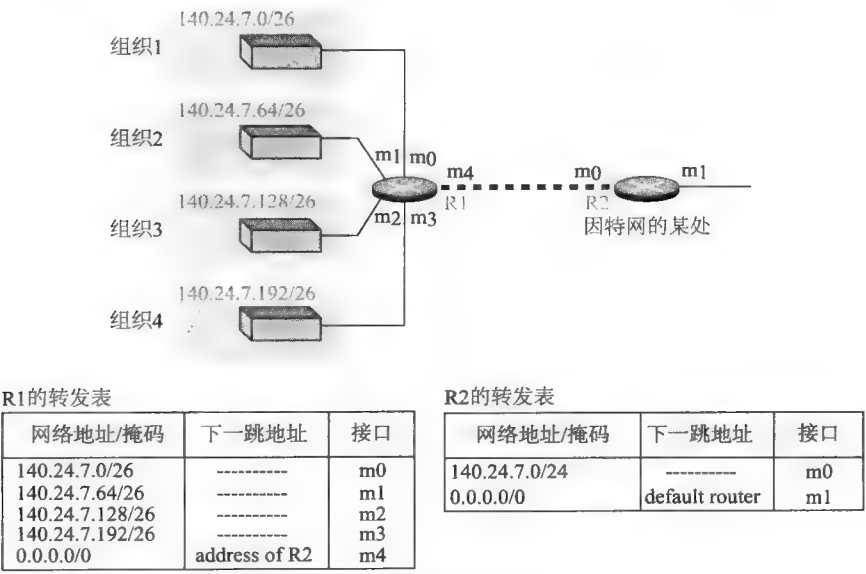 140.24.7.0/26
组织1
140.24.7.64/26
组织2
m1 m0
m4
m0
m1
140.24.7.128/26
R1
R2
m2 m3
组织3
因特网的某处
140.24.7.192/26
组织4
R1的转发表
网络地址/掩码 下一跳地址 接口
140.24.7.0/26 ---------- m0
140.24.7.64/26 ---------- m1
140.24.7.128/26 ---------- m2
140.24.7.192/26 ---------- m3
0.0.0.0/0 address of R2 m4
R2的转发表
网络地址/掩码 下一跳地址 接口
140.24.7.0/24 ---------- m0
0.0.0.0/0 default router m1